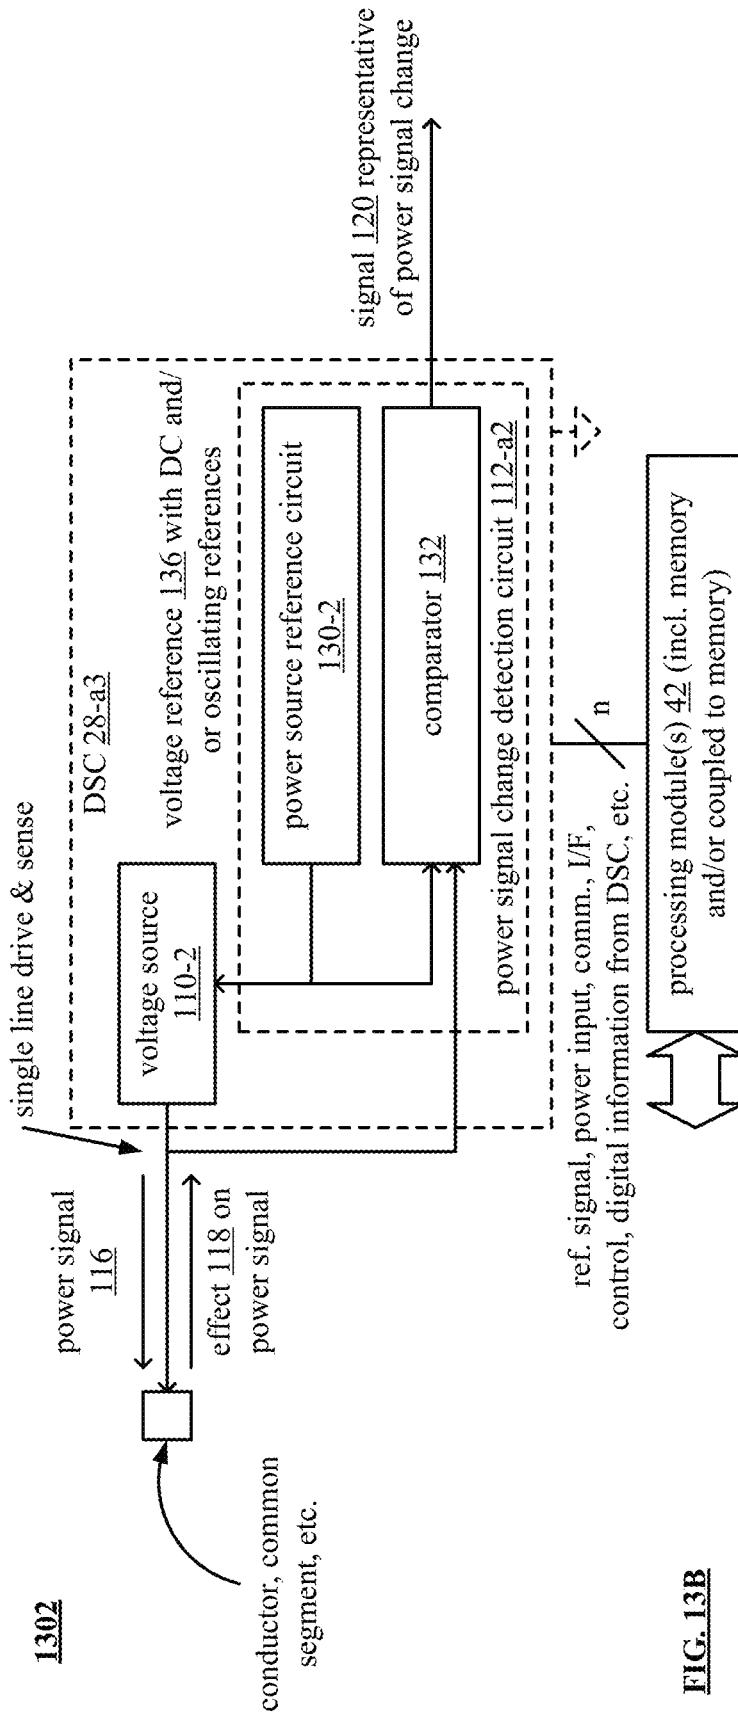 1302
single line drive & sense
DSC 28-a3
power signal
116
effect 118 on
power signal
conductor, common
segment, etc.
voltage source
110-2
voltage reference 136 with DC and/
or oscillating references
power source reference circuit
130-2
comparator 132
power signal change detection circuit 112-a2
signal 120 representative
of power signal change
ref. signal, power input, comm., I/F,
control, digital information from DSC, etc.
n
processing module(s) 42 (incl. memory
and/or coupled to memory)
FIG. 13B